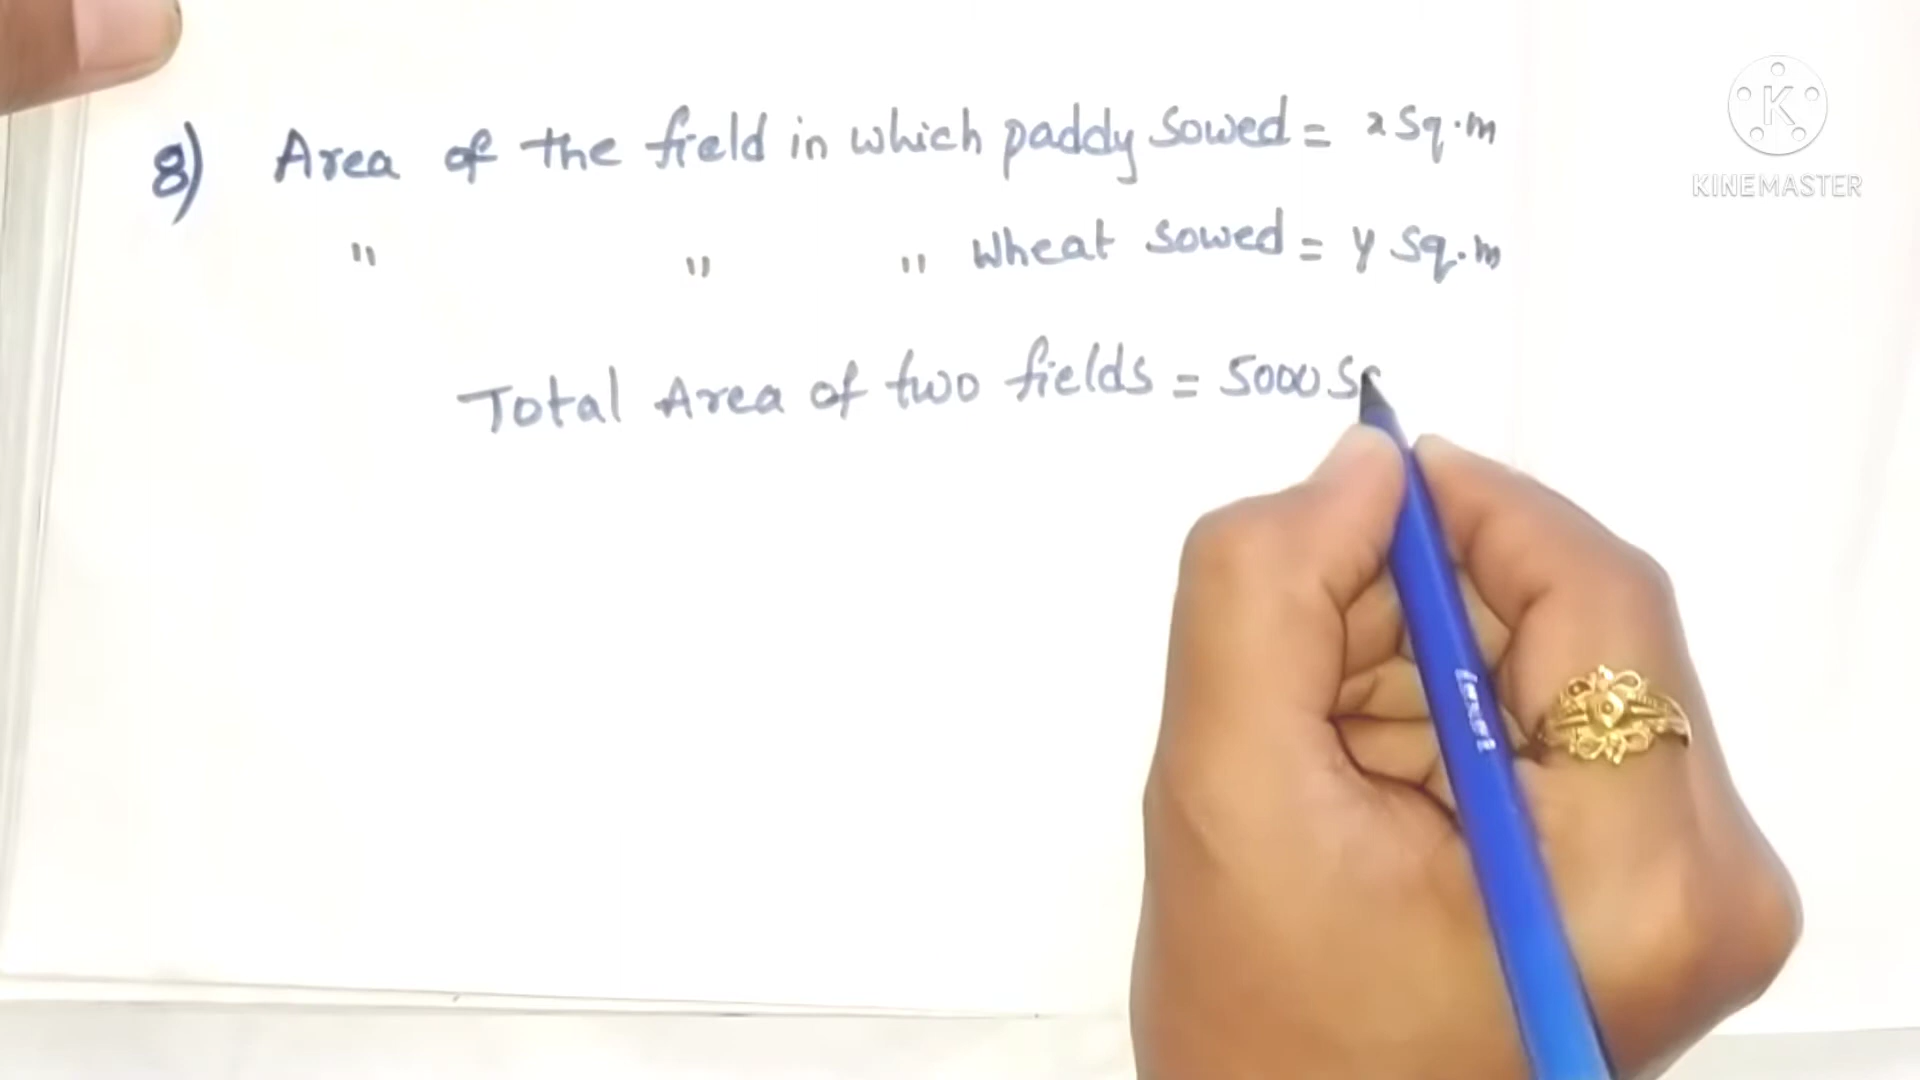 8) Area of the field in which paddy sowed = x Sq.m
" " " Wheat sowed = y Sq.m
Total Area of two fields = 5000 Sq
K
KINEMASTER